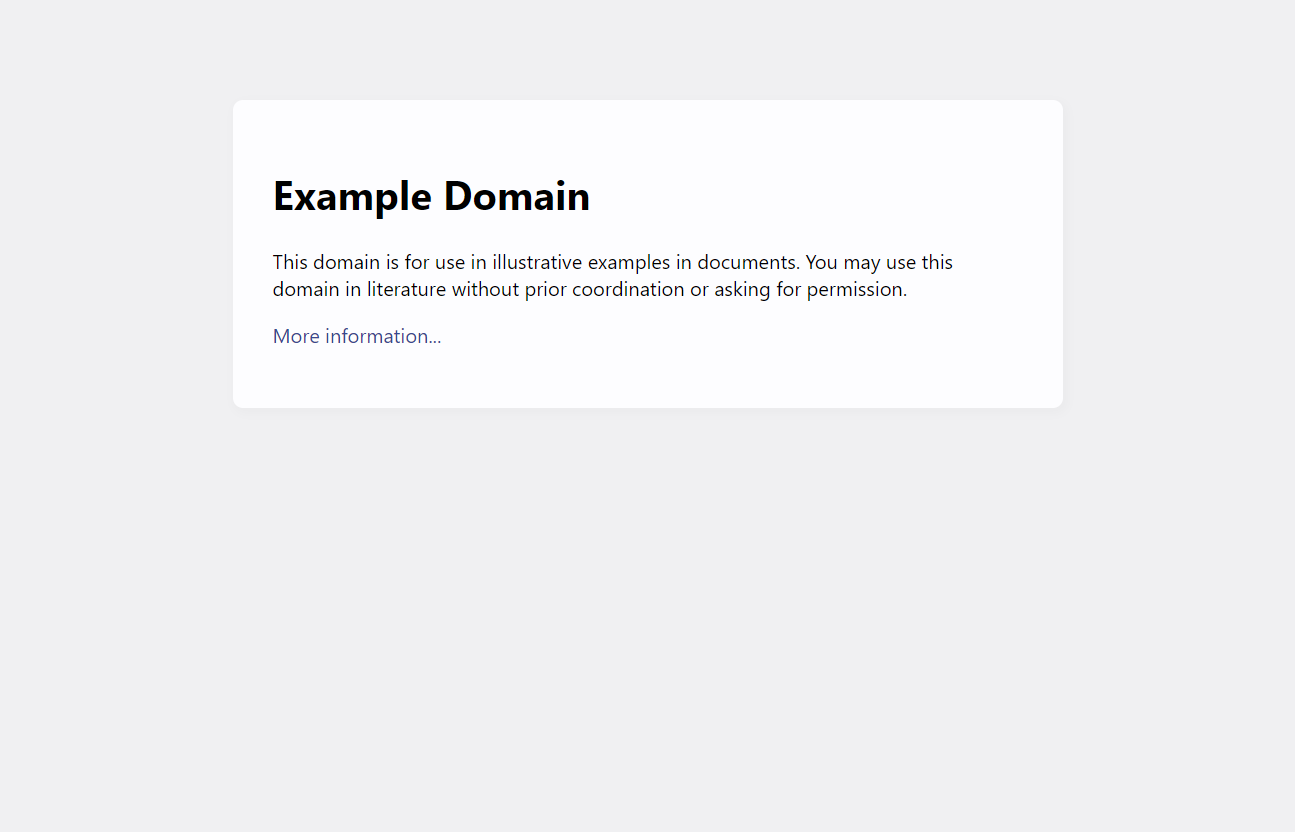 Example Domain
This domain is for use in illustrative examples in documents. You may use this
domain in literature without prior coordination or asking for permission.
More information...